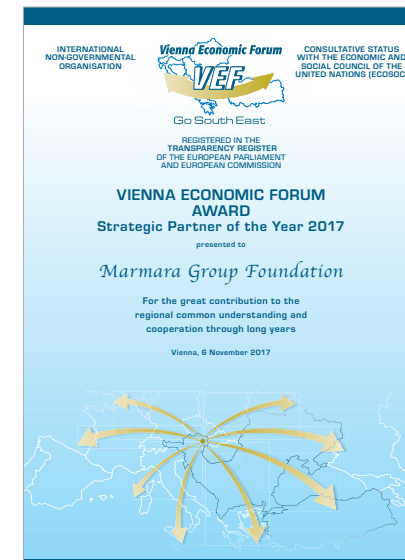 INTERNATIONAL
NON-GOVERNMENTAL
ORGANISATION
Vienna Economic Forum
VEF
Go South East
CONSULTATIVE STATUS
WITH THE ECONOMIC AND
SOCIAL COUNCIL OF THE
UNITED NATIONS (ECOSOC
REGISTERED IN THE
TRANSPARENCY REGISTER
OF THE EUROPEAN PARLIAMENT
AND EUROPEAN COMMISSION
VIENNA ECONOMIC FORUM
AWARD
Strategic Partner of the Year 2017
presented to
Marmara Group Foundation
For the great contribution to the
regional common understanding and
cooperation through long years
Vienna, 6 November 2017